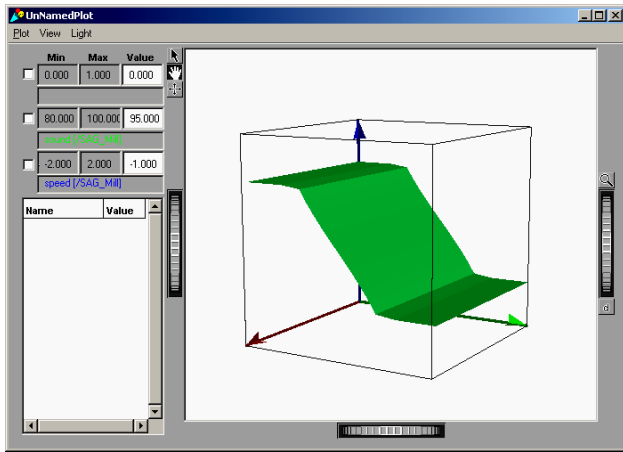 UnNamedPlot
Plot View Light
Min Max Value
0.000 1.000 0.000
80.000 100.000 95.000
-2.000 2.000 -1.000
speed [/SAG_Mill]
Name Value
d